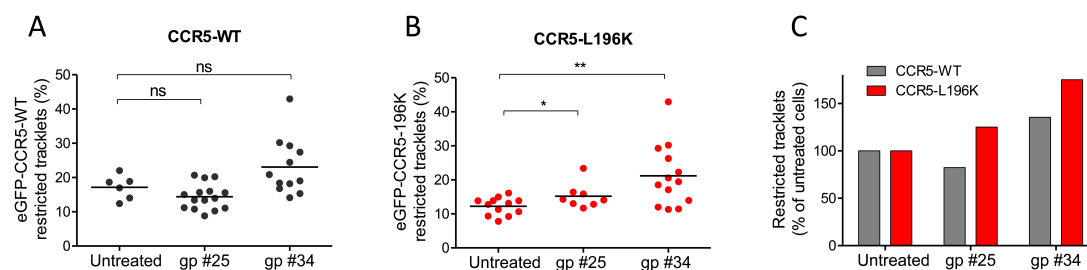 A
CCR5-WT
eGFP-CCR5-WT
restricted tracklets (%)
50
40
30
20
10
0
ns
ns
Untreated
gp #25
gp #34
B
CCR5-L196K
eGFP-CCR5-196K
restricted tracklets (%)
50
40
30
20
10
0
**
*
Untreated
gp #25
gp #34
C
CCR5-WT
CCR5-L196K
Restricted tracklets
(% of untreated cells)
150
100
50
0
Untreated
gp #25
gp #34